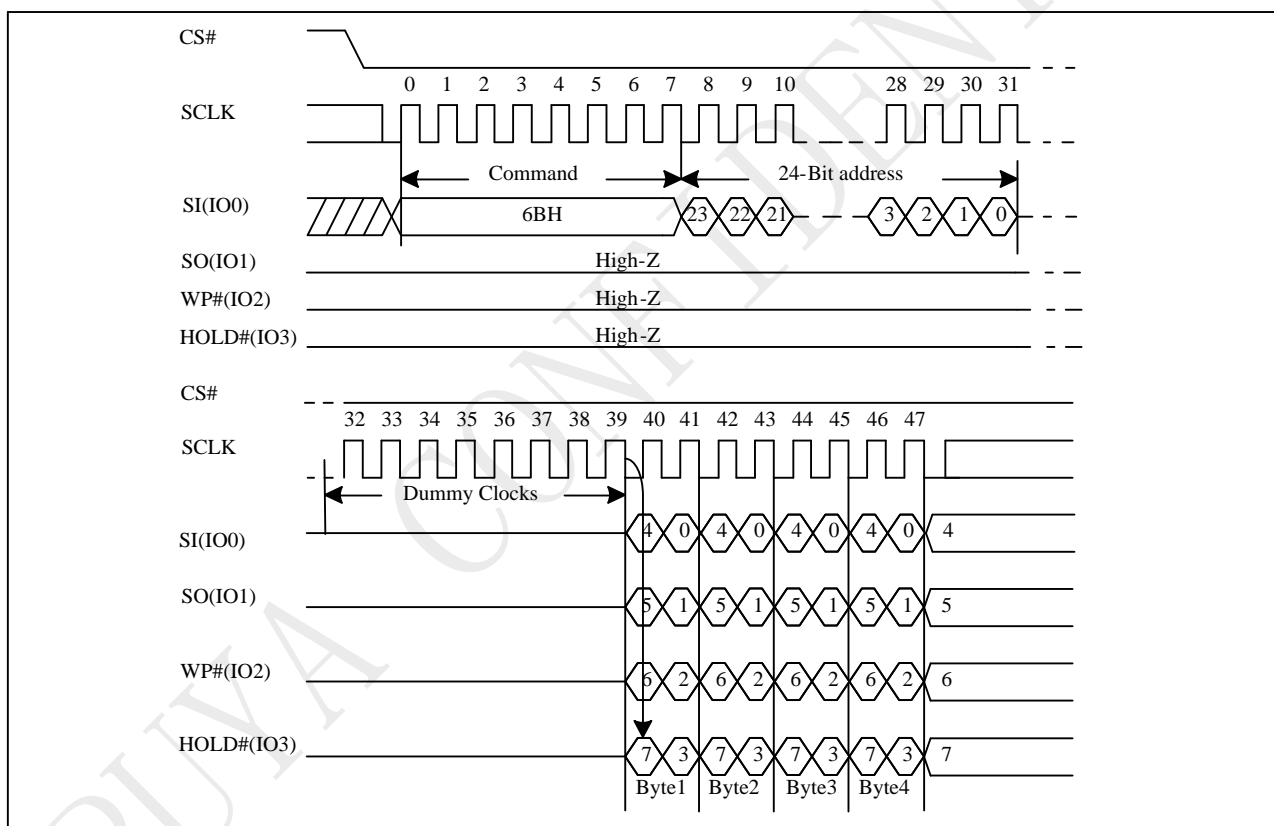 CS#
0 1 2 3 4 5 6 7 8 9 10 28 29 30 31
SCLK
Command 24-Bit address
SI(IO0) 6BH 23 22 21 3 2 1 0
SO(IO1) High-Z
WP#(IO2) High-Z
HOLD#(IO3) High-Z
CS#
32 33 34 35 36 37 38 39 40 41 42 43 44 45 46 47
SCLK
Dummy Clocks
SI(IO0) 4 0 4 0 4 0 4 0 4
SO(IO1) 5 1 5 1 5 1 5 1 5
WP#(IO2) 6 2 6 2 6 2 6 2 6
HOLD#(IO3) 7 3 7 3 7 3 7 3 7
Byte1 Byte2 Byte3 Byte4
PUYA CONFIDENT